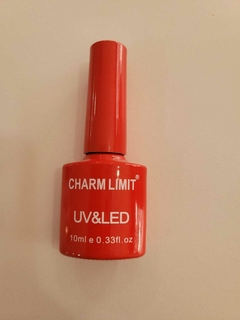 CHARM LIMIT®
UV&LED
10ml e 0.33fl.oz